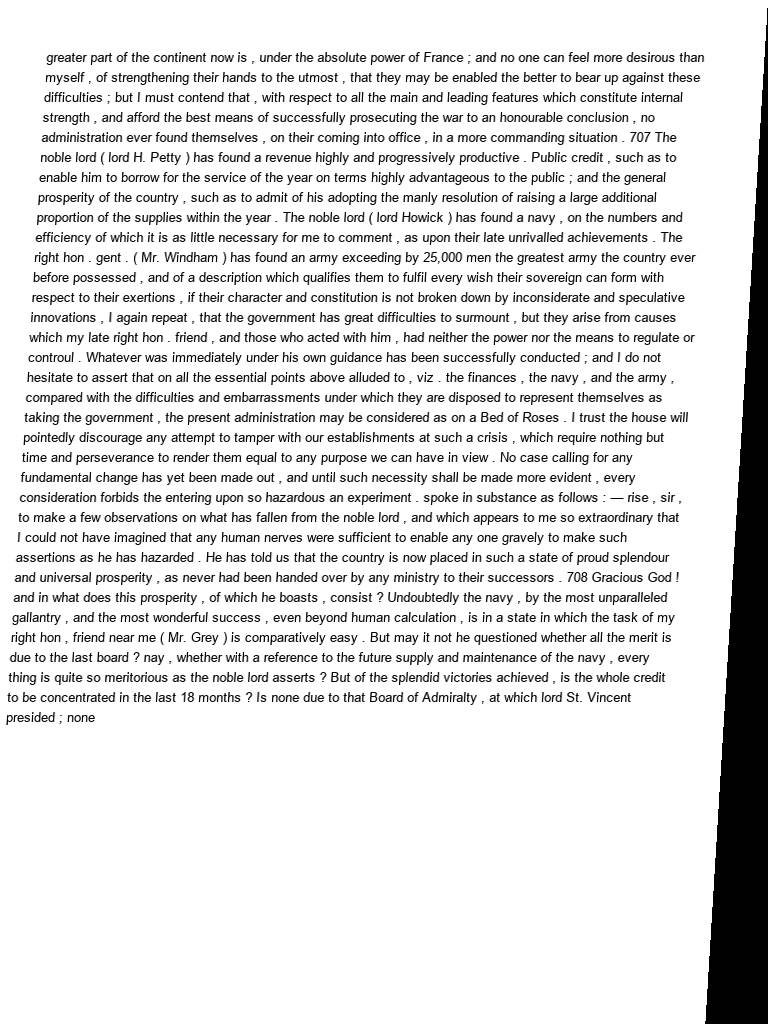 greater part of the continent now is , under the absolute power of France ; and no one can feel more desirous than
myself , of strengthening their hands to the utmost , that they may be enabled the better to bear up against these
difficulties ; but I must contend that , with respect to all the main and leading features which constitute internal
strength , and afford the best means of successfully prosecuting the war to an honourable conclusion , no
administration ever found themselves , on their coming into office , in a more commanding situation . 707 The
noble lord ( lord H. Petty ) has found a revenue highly and progressively productive . Public credit , such as to
enable him to borrow for the service of the year on terms highly advantageous to the public ; and the general
prosperity of the country , such as to admit of his adopting the manly resolution of raising a large additional
proportion of the supplies within the year . The noble lord ( lord Howick ) has found a navy , on the numbers and
efficiency of which it is as little necessary for me to comment , as upon their late unrivalled achievements . The
right hon . gent . ( Mr. Windham ) has found an army exceeding by 25,000 men the greatest army the country ever
before possessed , and of a description which qualifies them to fulfil every wish their sovereign can form with
respect to their exertions , if their character and constitution is not broken down by inconsiderate and speculative
innovations , I again repeat , that the government has great difficulties to surmount , but they arise from causes
which my late right hon . friend , and those who acted with him , had neither the power nor the means to regulate or
controul . Whatever was immediately under his own guidance has been successfully conducted ; and I do not
hesitate to assert that on all the essential points above alluded to , viz . the finances , the navy , and the army ,
compared with the difficulties and embarrassments under which they are disposed to represent themselves as
taking the government , the present administration may be considered as on a Bed of Roses . I trust the house will
pointedly discourage any attempt to tamper with our establishments at such a crisis , which require nothing but
time and perseverance to render them equal to any purpose we can have in view . No case calling for any
fundamental change has yet been made out , and until such necessity shall be made more evident , every
consideration forbids the entering upon so hazardous an experiment . spoke in substance as follows : — rise , sir ,
to make a few observations on what has fallen from the noble lord , and which appears to me so extraordinary that
I could not have imagined that any human nerves were sufficient to enable any one gravely to make such
assertions as he has hazarded . He has told us that the country is now placed in such a state of proud splendour
and universal prosperity , as never had been handed over by any ministry to their successors . 708 Gracious God !
and in what does this prosperity , of which he boasts , consist ? Undoubtedly the navy , by the most unparalleled
gallantry , and the most wonderful success , even beyond human calculation , is in a state in which the task of my
right hon , friend near me ( Mr. Grey ) is comparatively easy . But may it not he questioned whether all the merit is
due to the last board ? nay , whether with a reference to the future supply and maintenance of the navy , every
thing is quite so meritorious as the noble lord asserts ? But of the splendid victories achieved , is the whole credit
to be concentrated in the last 18 months ? Is none due to that Board of Admiralty , at which lord St. Vincent
presided ; none